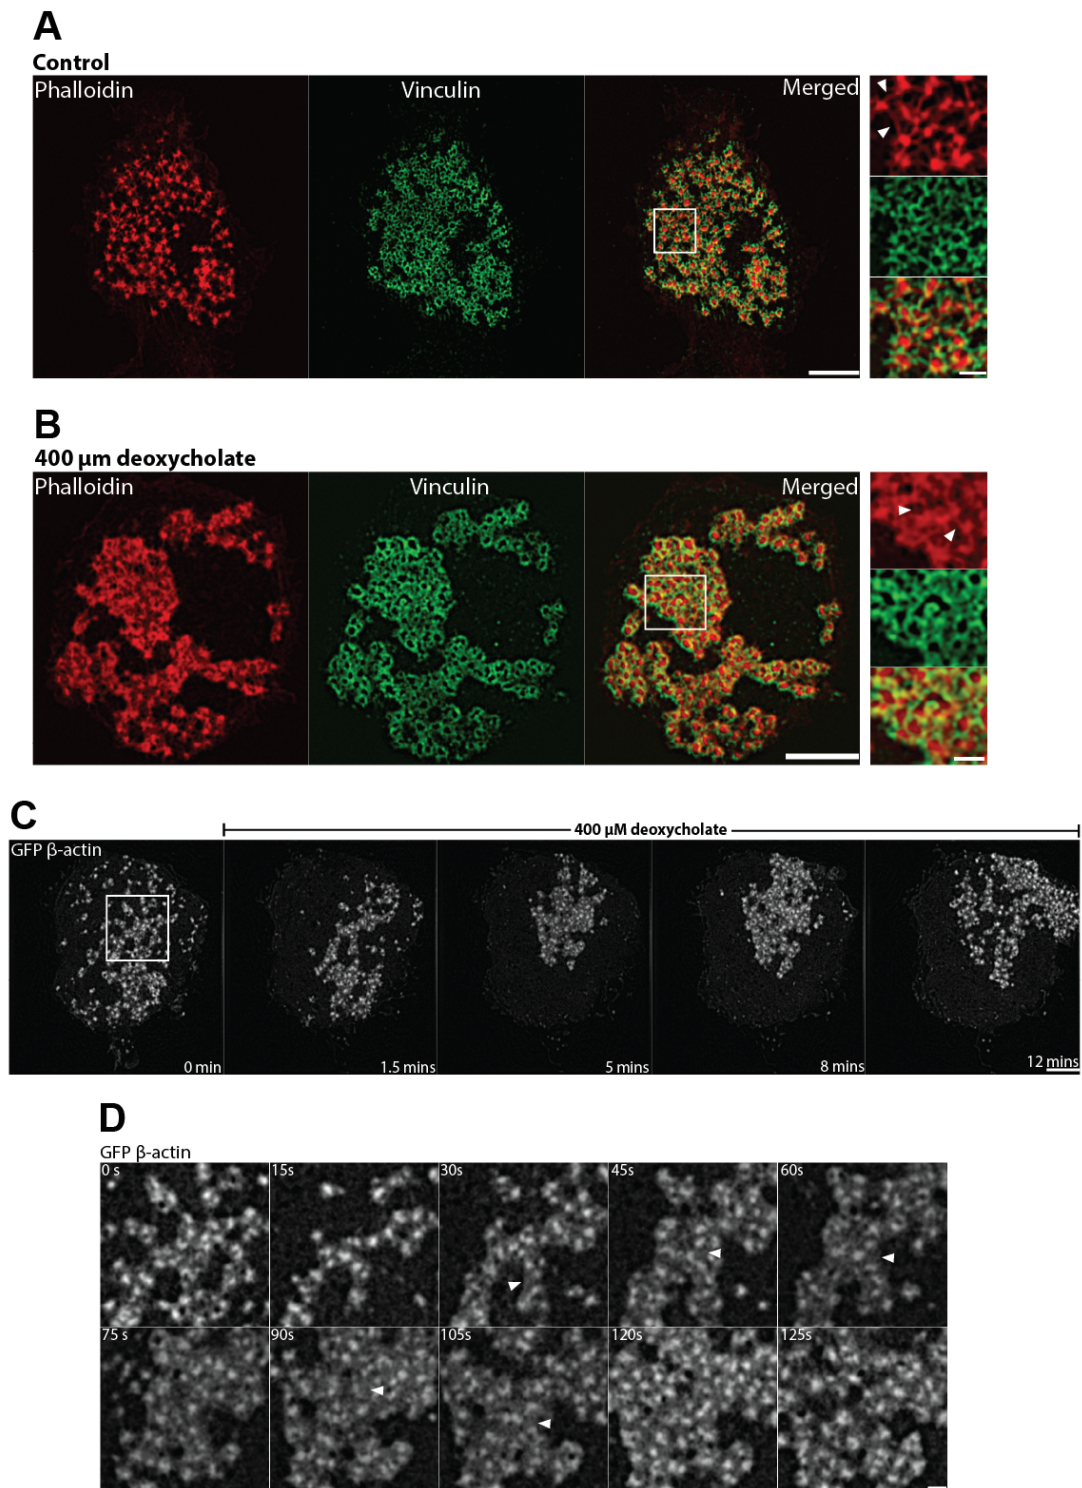 A
Control
Phalloidin
Vinculin
Merged
B
400 µm deoxycholate
Phalloidin
Vinculin
Merged
C
400 µM deoxycholate
GFP β-actin
0 min
1.5 mins
5 mins
8 mins
12 mins
D
GFP β-actin
0 s
15s
30s
45s
60s
75 s
90s
105s
120s
125s